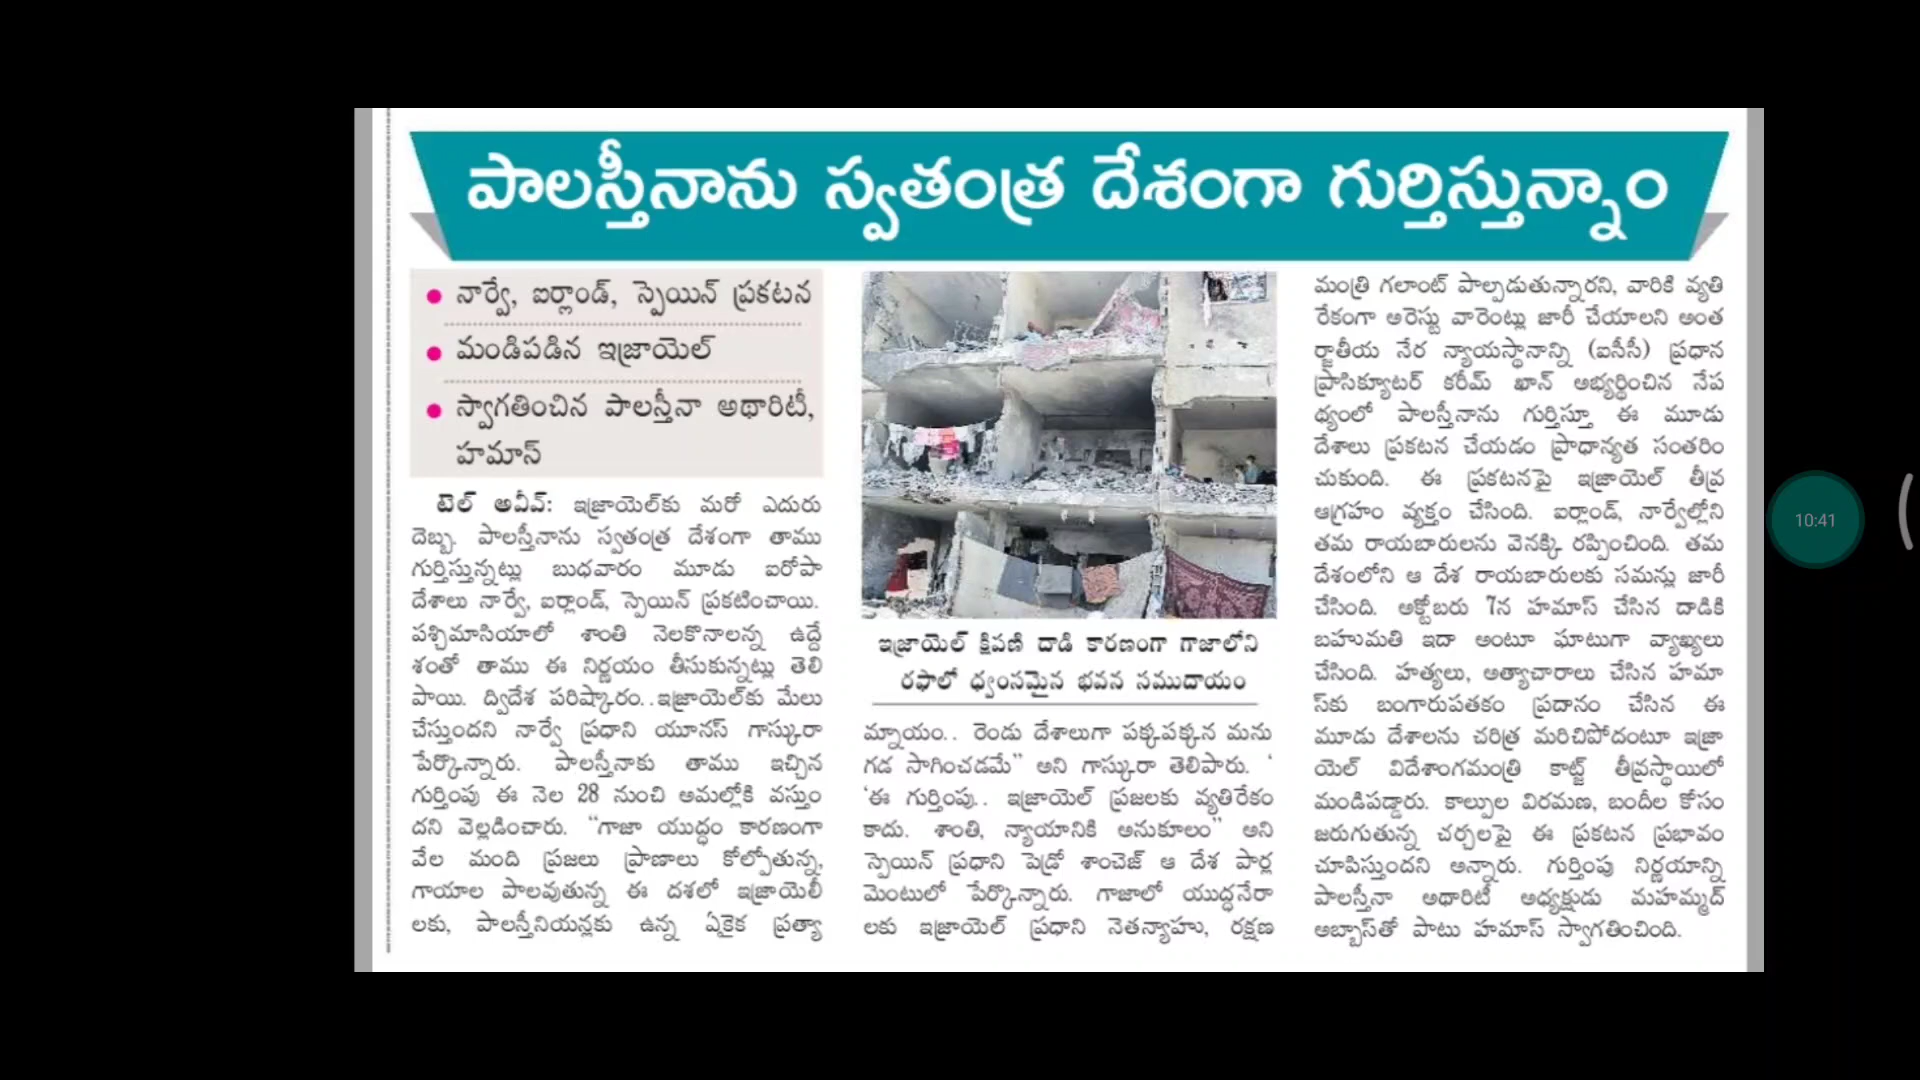 పాలస్తీనాను స్వతంత్ర దేశంగా గుర్తిస్తున్నాం
నార్వే, ఐర్లాండ్, స్పెయిన్ ప్రకటన
మండిపడిన ఇజ్రాయెల్
స్వాగతించిన పాలస్తీనా అథారిటీ,
హమాస్
టెల్ అవీవ్: ఇజ్రాయెల్‌కు మరో ఎదురు
దెబ్బ. పాలస్తీనాను స్వతంత్ర దేశంగా తాము
గుర్తిస్తున్నట్లు బుధవారం మూడు ఐరోపా
దేశాలు నార్వే, ఐర్లాండ్, స్పెయిన్ ప్రకటించాయి.
పశ్చిమాసియాలో శాంతి నెలకొనాలన్న ఉద్దే
శంతో తాము ఈ నిర్ణయం తీసుకున్నట్లు తెలి
పాయి. ద్విదేశ పరిష్కారం..ఇజ్రాయెల్‌కు మేలు
చేస్తుందని నార్వే ప్రధాని యూనస్ గాస్కురా
పేర్కొన్నారు. పాలస్తీనాకు తాము ఇచ్చిన
గుర్తింపు ఈ నెల 28 నుంచి అమల్లోకి వస్తుం
దని వెల్లడించారు. “గాజా యుద్ధం కారణంగా
వేల మంది ప్రజలు ప్రాణాలు కోల్పోతున్న,
గాయాల పాలవుతున్న ఈ దశలో ఇజ్రాయెలీ
లకు, పాలస్తీనియన్లకు ఉన్న ఏకైక ప్రత్యా
ఇజ్రాయెల్ క్షిపణి దాడి కారణంగా గాజాలోని
రఫాలో ధ్వంసమైన భవన సముదాయం
మ్నాయం.. రెండు దేశాలుగా పక్కపక్కన మను
గడ సాగించడమే” అని గాస్కురా తెలిపారు. ‘
‘ఈ గుర్తింపు.. ఇజ్రాయెల్ ప్రజలకు వ్యతిరేకం
కాదు. శాంతి, న్యాయానికి అనుకూలం” అని
స్పెయిన్ ప్రధాని పెడ్రో శాంచెజ్ ఆ దేశ పార్ల
మెంటులో పేర్కొన్నారు. గాజాలో యుద్ధనేరా
లకు ఇజ్రాయెల్ ప్రధాని నెతన్యాహు, రక్షణ
మంత్రి గలాంట్ పాల్పడుతున్నారని, వారికి వ్యతి
రేకంగా అరెస్టు వారెంట్లు జారీ చేయాలని అంత
ర్జాతీయ నేర న్యాయస్థానాన్ని (ఐసీసీ) ప్రధాన
ప్రాసిక్యూటర్ కరీమ్ ఖాన్ అభ్యర్థించిన నేప
థ్యంలో పాలస్తీనాను గుర్తిస్తూ ఈ మూడు
దేశాలు ప్రకటన చేయడం ప్రాధాన్యత సంతరిం
చుకుంది. ఈ ప్రకటనపై ఇజ్రాయెల్ తీవ్ర
ఆగ్రహం వ్యక్తం చేసింది. ఐర్లాండ్, నార్వేల్లోని
తమ రాయబారులను వెనక్కి రప్పించింది. తమ
దేశంలోని ఆ దేశ రాయబారులకు సమన్లు జారీ
చేసింది. అక్టోబరు 7న హమాస్ చేసిన దాడికి
బహుమతి ఇదా అంటూ ఘాటుగా వ్యాఖ్యలు
చేసింది. హత్యలు, అత్యాచారాలు చేసిన హమా
స్‌కు బంగారుపతకం ప్రదానం చేసిన ఈ
మూడు దేశాలను చరిత్ర మరిచిపోదంటూ ఇజ్రా
యెల్ విదేశాంగమంత్రి కాట్జ్ తీవ్రస్థాయిలో
మండిపడ్డారు. కాల్పుల విరమణ, బందీల కోసం
జరుగుతున్న చర్చలపై ఈ ప్రకటన ప్రభావం
చూపిస్తుందని అన్నారు. గుర్తింపు నిర్ణయాన్ని
పాలస్తీనా అథారిటీ అధ్యక్షుడు మహమ్మద్
అబ్బాస్‌తో పాటు హమాస్ స్వాగతించింది.
10:41